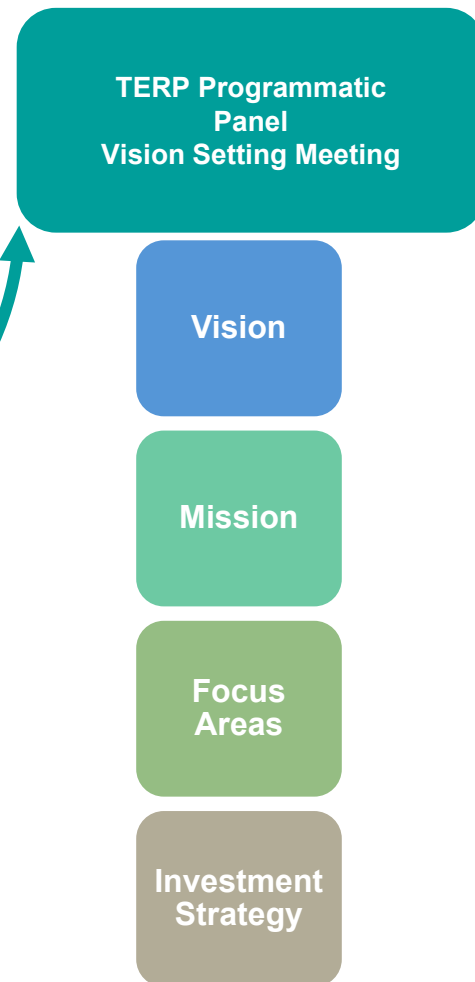 TERP Programmatic
Panel
Vision Setting Meeting
Vision
Mission
Focus
Areas
Investment
Strategy